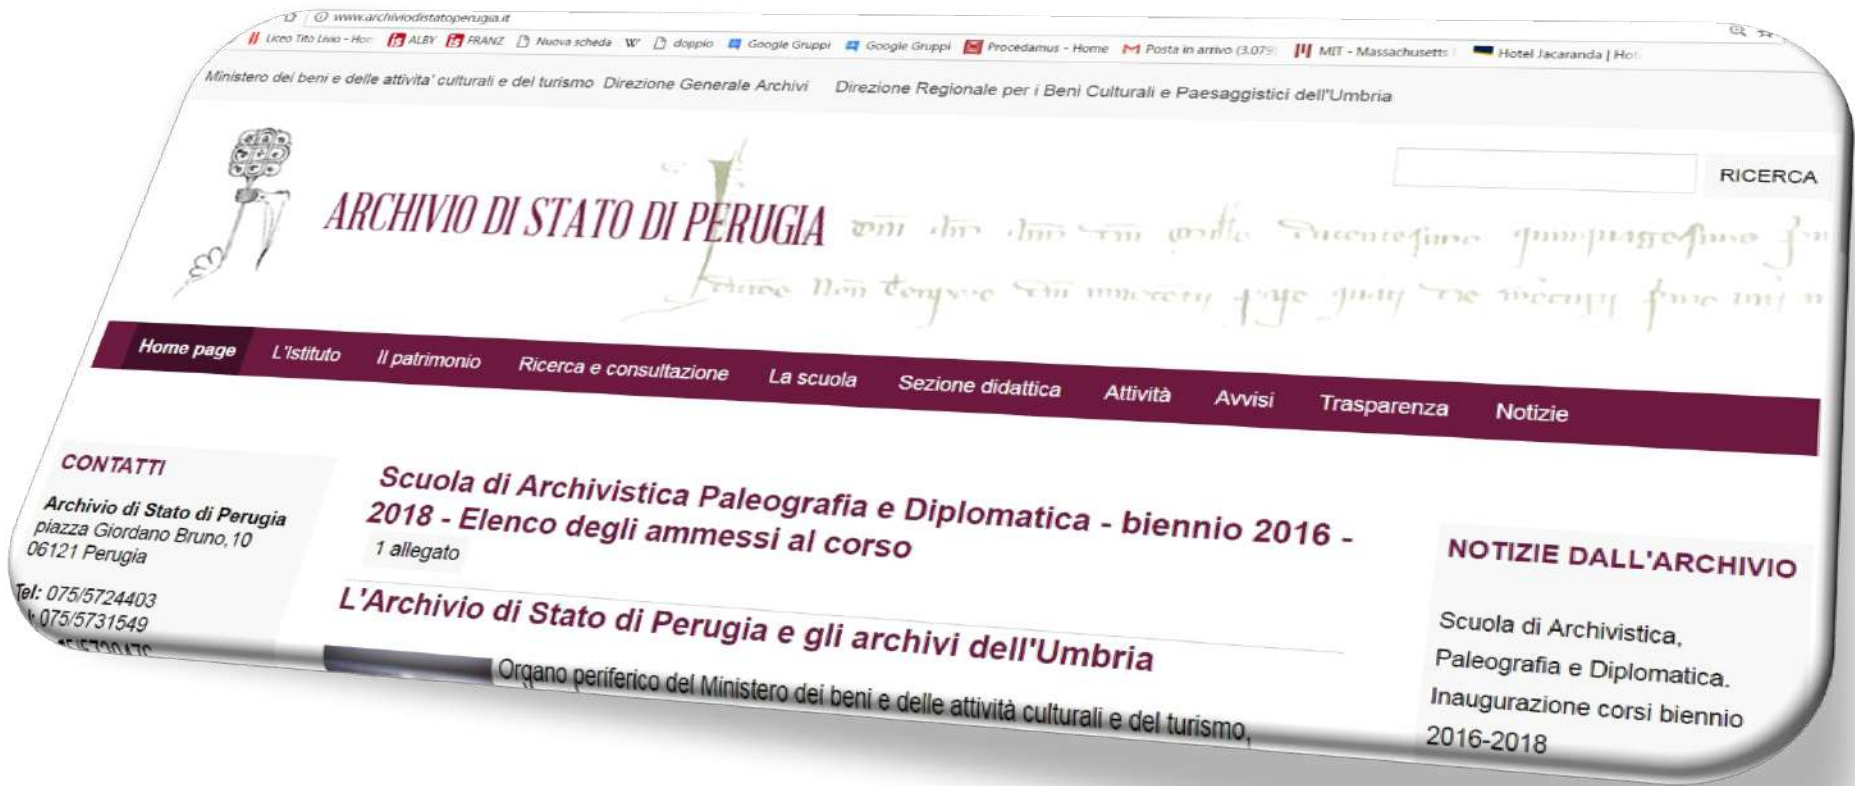 www.archiviodistatoperugia.it
Liceo Tito Livio - Hom ALBY FRANZ Nuova scheda W doppio Google Gruppi Google Gruppi Procedamus - Home Posta in arrivo (3.079) MIT - Massachusetts Hotel Jacaranda | Hot
Ministero dei beni e delle attivita' culturali e del turismo Direzione Generale Archivi Direzione Regionale per i Beni Culturali e Paesaggistici dell'Umbria
RICERCA
ARCHIVIO DI STATO DI PERUGIA
Home page L'Istituto Il patrimonio Ricerca e consultazione La scuola Sezione didattica Attività Avvisi Trasparenza Notizie
CONTATTI
Archivio di Stato di Perugia
piazza Giordano Bruno,10
06121 Perugia
Tel: 075/5724403
075/5731549
Scuola di Archivistica Paleografia e Diplomatica - biennio 2016 -
2018 - Elenco degli ammessi al corso
1 allegato
L'Archivio di Stato di Perugia e gli archivi dell'Umbria
Organo periferico del Ministero dei beni e delle attività culturali e del turismo,
NOTIZIE DALL'ARCHIVIO
Scuola di Archivistica,
Paleografia e Diplomatica.
Inaugurazione corsi biennio
2016-2018